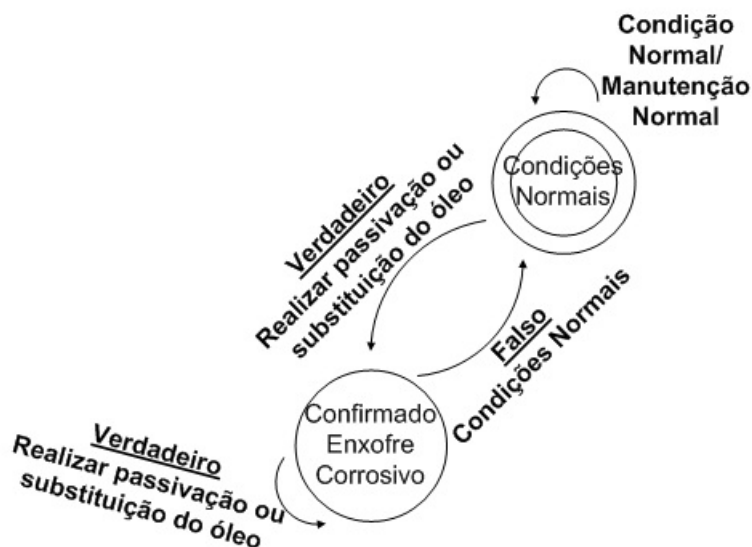 Condição
Normal/
Manutenção
Normal
Condições
Normais
Verdadeiro
Realizar passivação ou
substituição do óleo
Falso
Condições Normais
Confirmado
Enxofre
Corrosivo
Verdadeiro
Realizar passivação ou
substituição do óleo